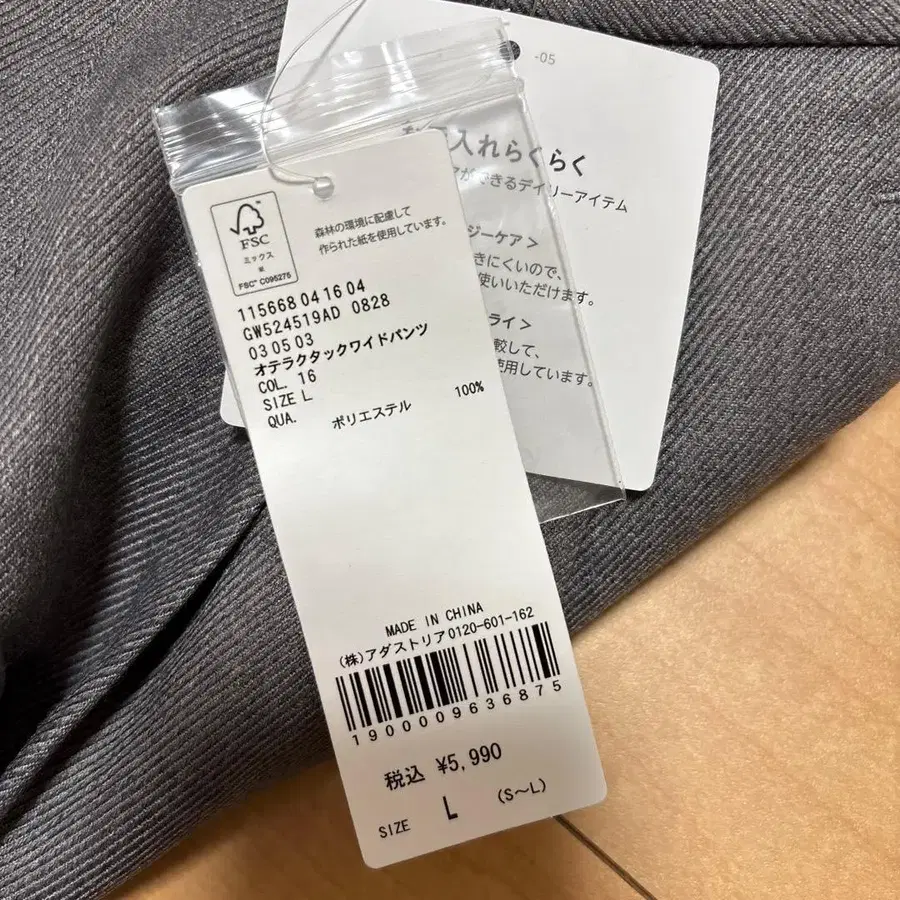 -05
入れらくらく
ができるデイリーアイテム
ジーケア＞
きにくいので、
使いいただけます。
ライ＞
較して、
使用しています。
FSC
ミックス
紙
FSC™ C095275
森林の環境に配慮して
作られた紙を使用しています。
115668 04 16 04
GW524519AD 0828
03 05 03
オテラクタックワイドパンツ
COL. 16
SIZE L
QUA. ポリエステル 100%
MADE IN CHINA
(株)アダストリア0120-601-162
1900009636875
税込 ¥5,990
SIZE L (S～L)